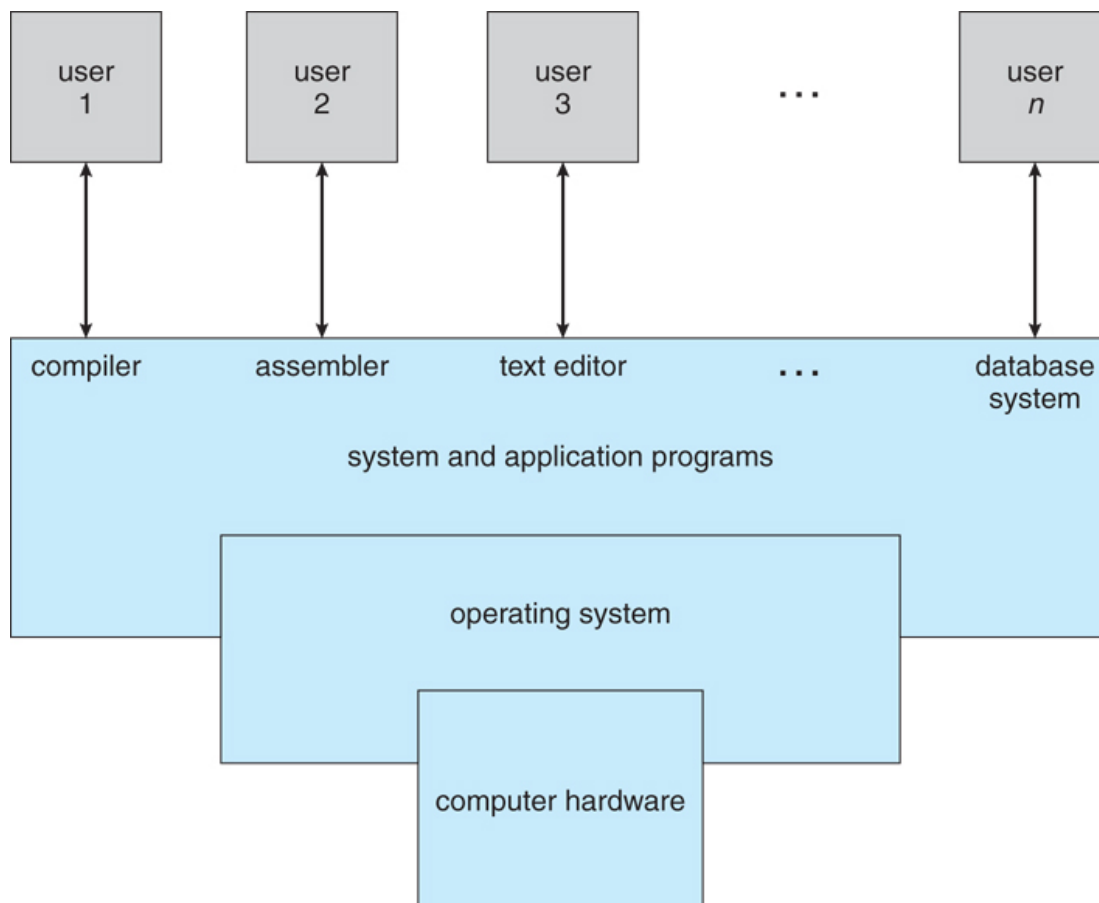 user
1
user
2
user
3
...
user
n
compiler
assembler
text editor
...
database
system
system and application programs
operating system
computer hardware